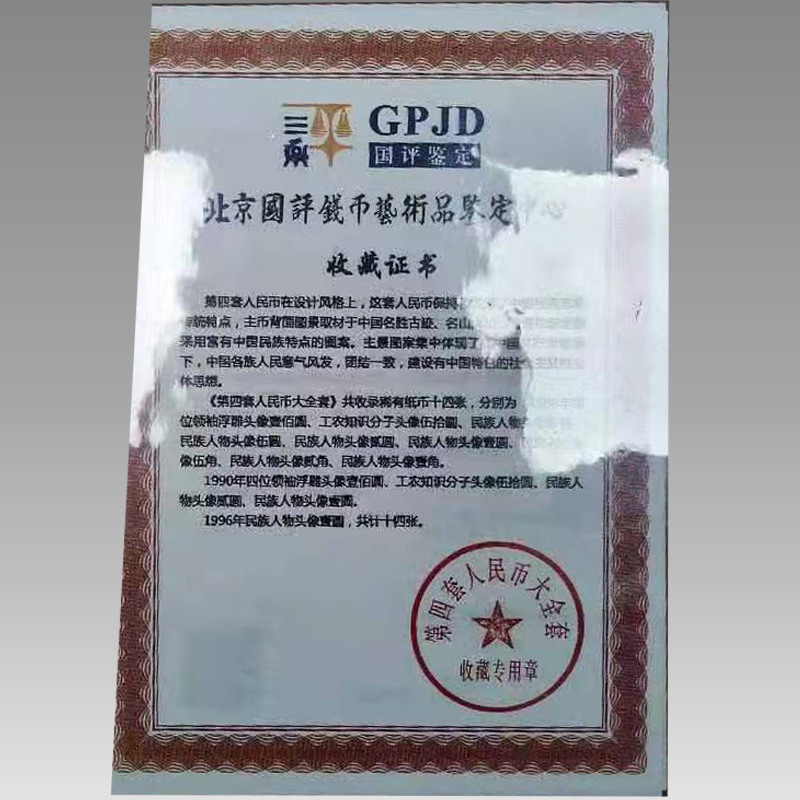 GPJD
国评鉴定
北京國評錢币藝術品鉴定中心
收藏证书
第四套人民币在设计风格上，这套人民币保持
传统特点，主币背面图景取材于中国名胜古迹、名山
采用富有中国民族特点的图案。主景图案集中体现了
下，中国各族人民意气风发，团结一致，建设有中国特色的社会主义
体思想。
《第四套人民币大全套》共收录稀有纸币十四张，分别为
位领袖浮雕头像壹佰圆、工农知识分子头像伍拾圆、民族人物头像
民族人物头像伍圆、民族人物头像贰圆、民族人物头像壹圆、
像伍角、民族人物头像贰角、民族人物头像壹角。
1990年四位领袖浮雕头像壹佰圆、工农知识分子头像伍拾圆、民族人
物头像贰圆、民族人物头像壹圆。
1996年民族人物头像壹圆，共计十四张。
第四套人民币大全套
收藏专用章